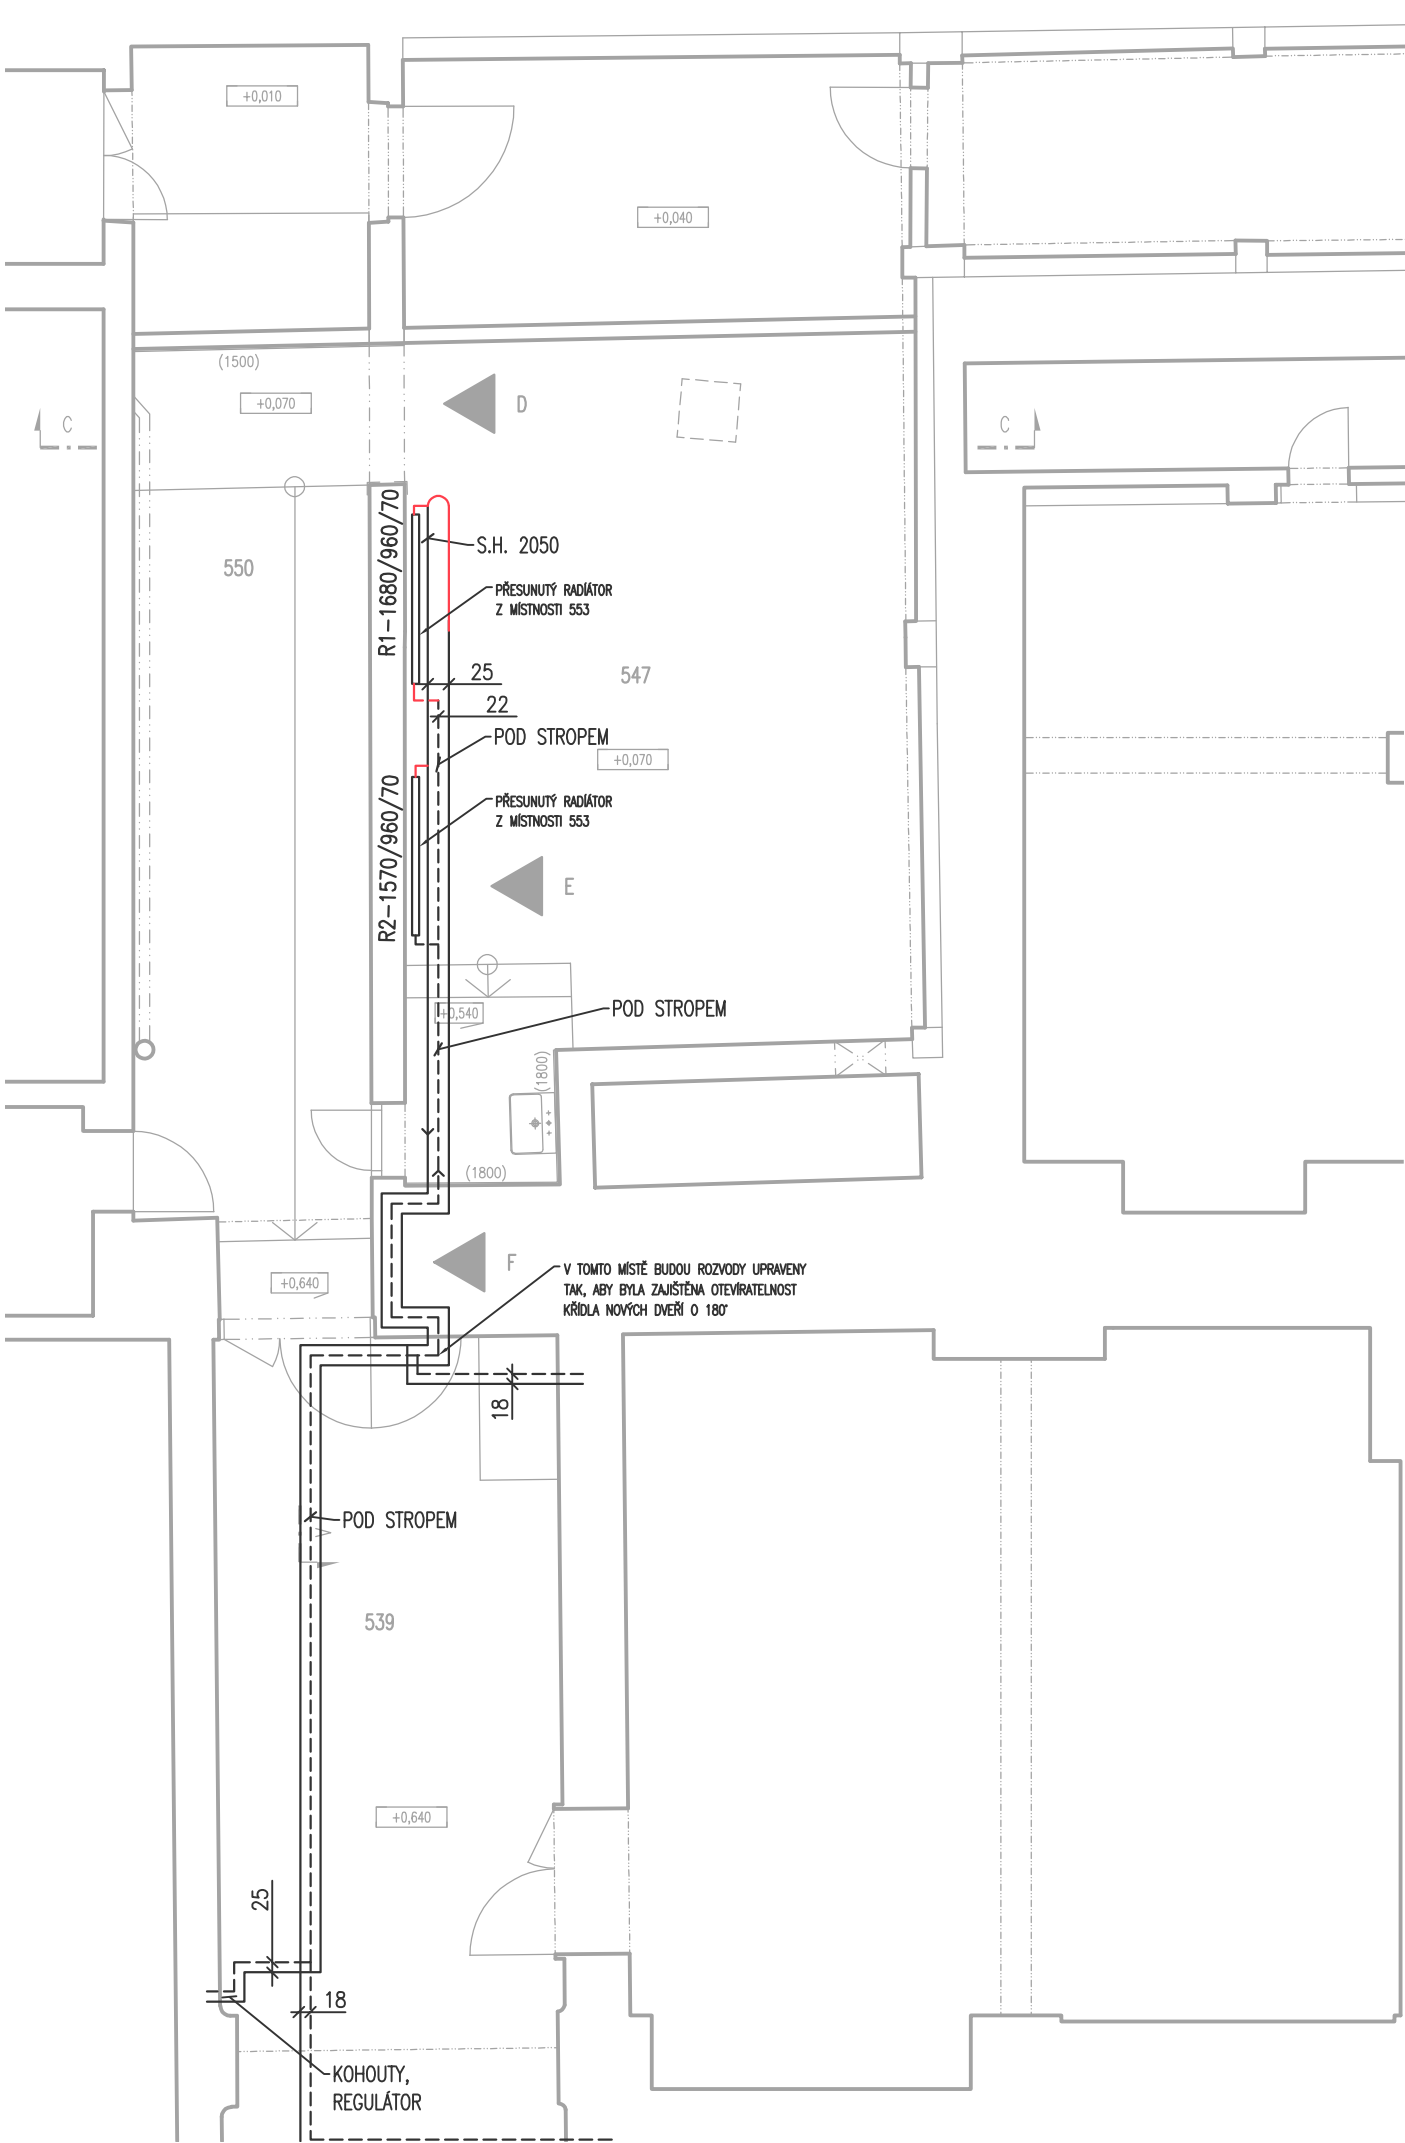 +0,010
+0,040
(1500)
+0,070
D
C
C
R1-1680/960/70
S.H. 2050
550
PŘESUNUTÝ RADIÁTOR
Z MÍSTNOSTI 553
25
547
22
POD STROPEM
+0,070
R2-1570/960/70
PŘESUNUTÝ RADIÁTOR
Z MÍSTNOSTI 553
E
POD STROPEM
+0,540
(1800)
(1800)
F
V TOMTO MÍSTĚ BUDOU ROZVODY UPRAVENY
TAK, ABY BYLA ZAJIŠTĚNA OTEVÍRATELNOST
KŘÍDLA NOVÝCH DVEŘÍ O 180°
+0,640
18
POD STROPEM
539
+0,640
25
18
KOHOUTY,
REGULÁTOR